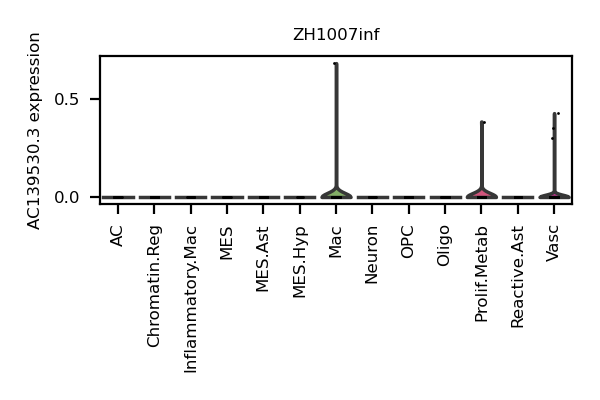 ZH1007inf
AC139530.3 expression
0.5
0.0
AC
Chromatin.Reg
Inflammatory.Mac
MES
MES.Ast
MES.Hyp
Mac
Neuron
OPC
Oligo
Prolif.Metab
Reactive.Ast
Vasc